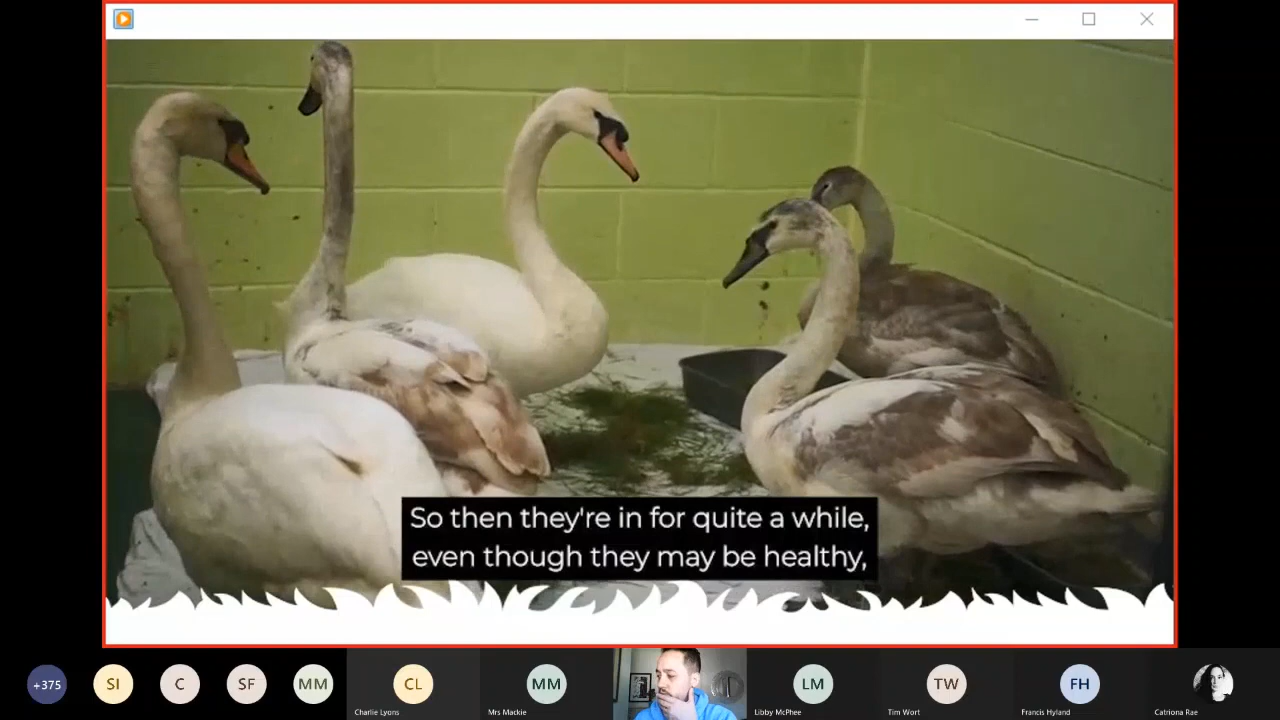 So then they're in for quite a while,
even though they may be healthy,
+375
SI
C
SF
MM
CL
Charlie Lyons
MM
Mrs Mackie
LM
Libby McPhee
TW
Tim Wort
FH
Francis Hyland
Catriona Rae